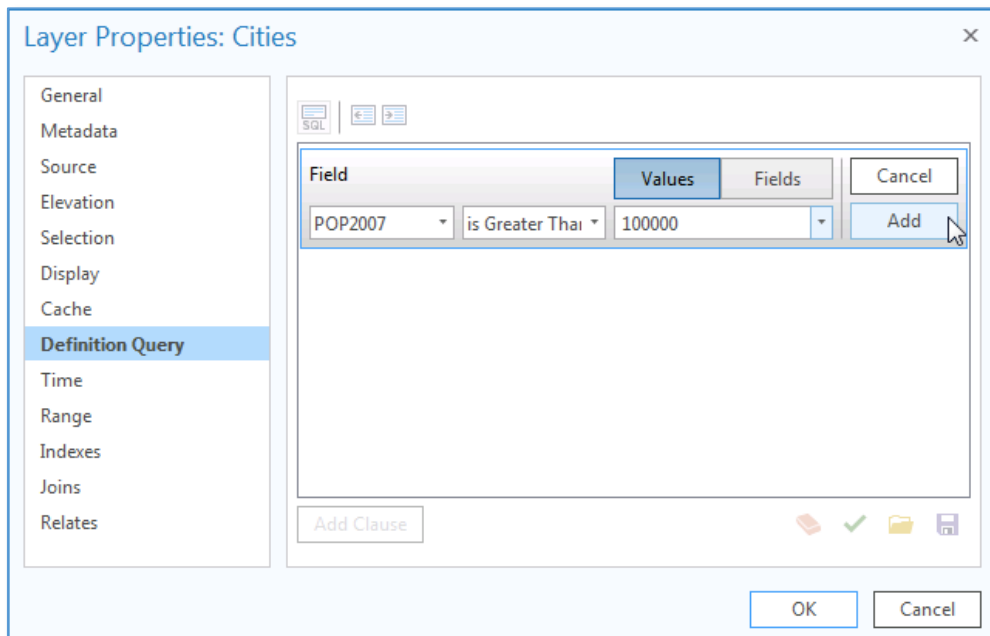 Layer Properties: Cities
General
Metadata
Source
Elevation
Selection
Display
Cache
Definition Query
Time
Range
Indexes
Joins
Relates
SQL
Field
Values
Fields
Cancel
POP2007
is Greater Thai
100000
Add
Add Clause
OK
Cancel